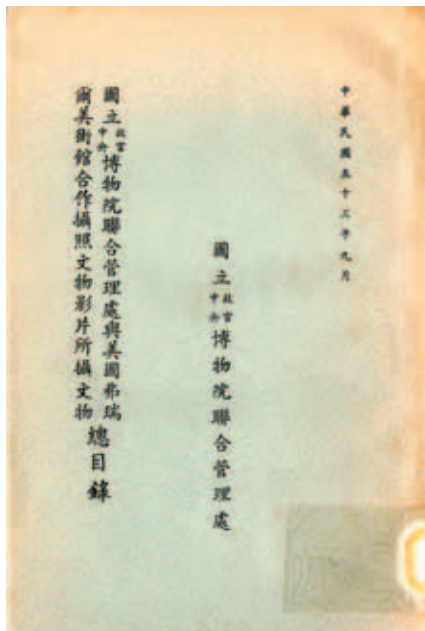 中華民國五十三年九月
國立故宮中央博物院聯合管理處
國立故宮中央博物院聯合管理處與美國弗瑞
爾美術館合作攝照文物影片所攝文物
總目錄